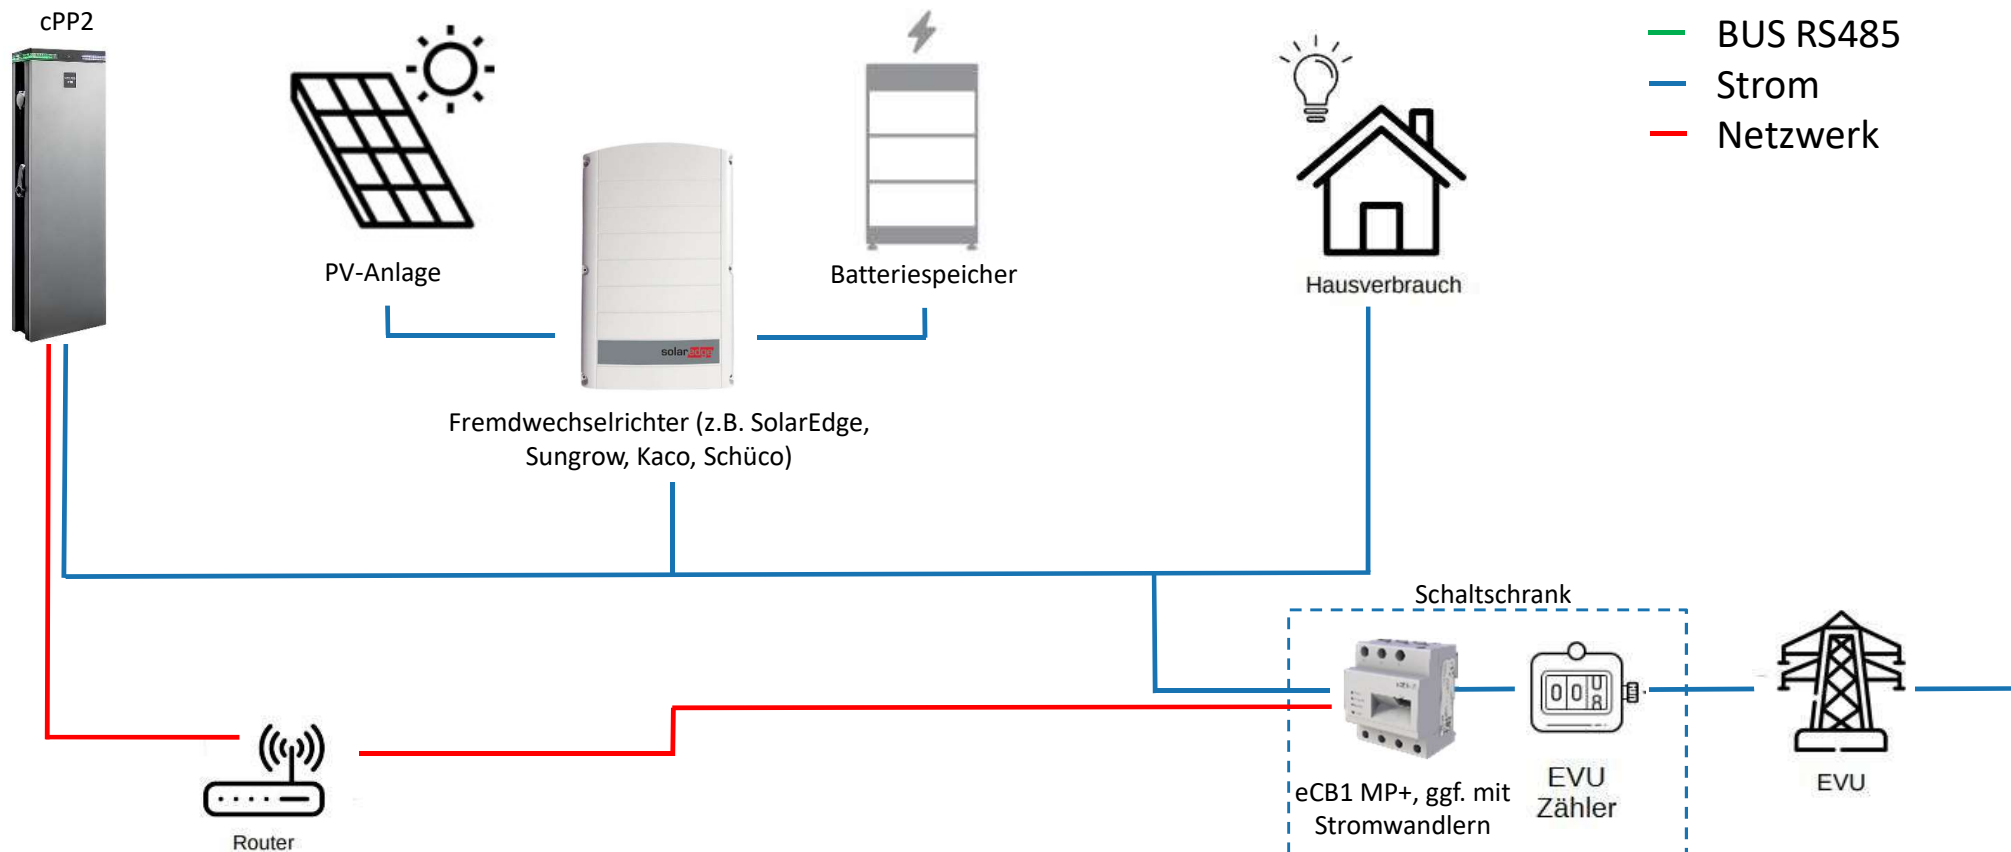 cPP2
BUS RS485
Strom
Netzwerk
PV-Anlage
Batteriespeicher
Hausverbrauch
solaredge
Fremdwechselrichter (z.B. SolarEdge,
Sungrow, Kaco, Schüco)
Schaltschrank
eCB1 MP+, ggf. mit
Stromwandlern
EVU
Zähler
EVU
Router